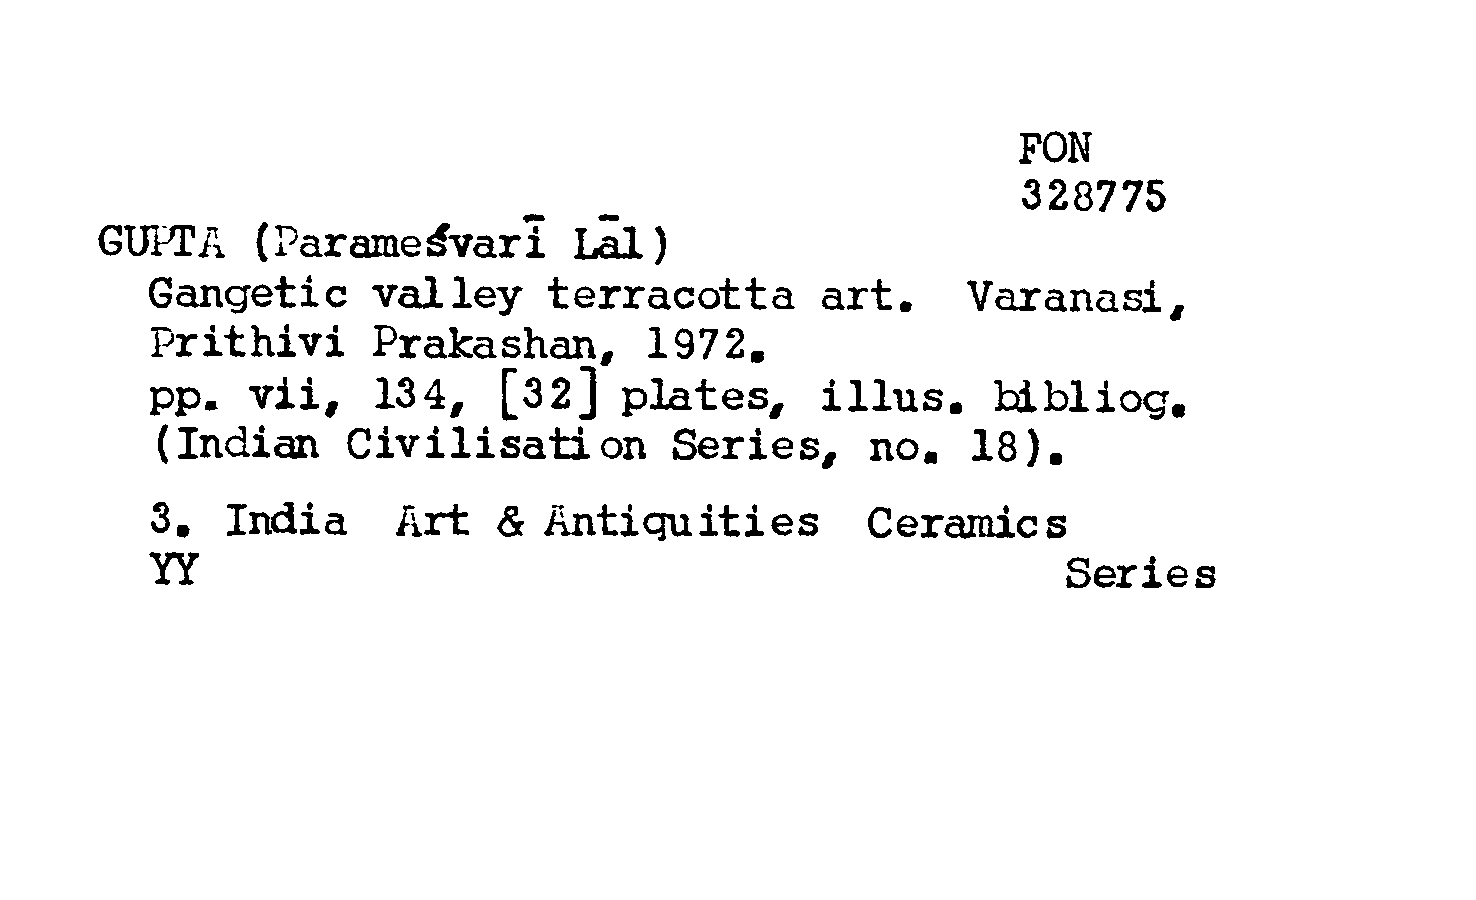 FON
328775
GUPTA (Parameśvarī Lāl)
Gangetic valley terracotta art. Varanasi,
Prithivi Prakashan, 1972.
pp. vii, 134, [32] plates, illus. bibliog.
(Indian Civilisation Series, no. 18).
3. India Art & Antiquities Ceramics
YY Series